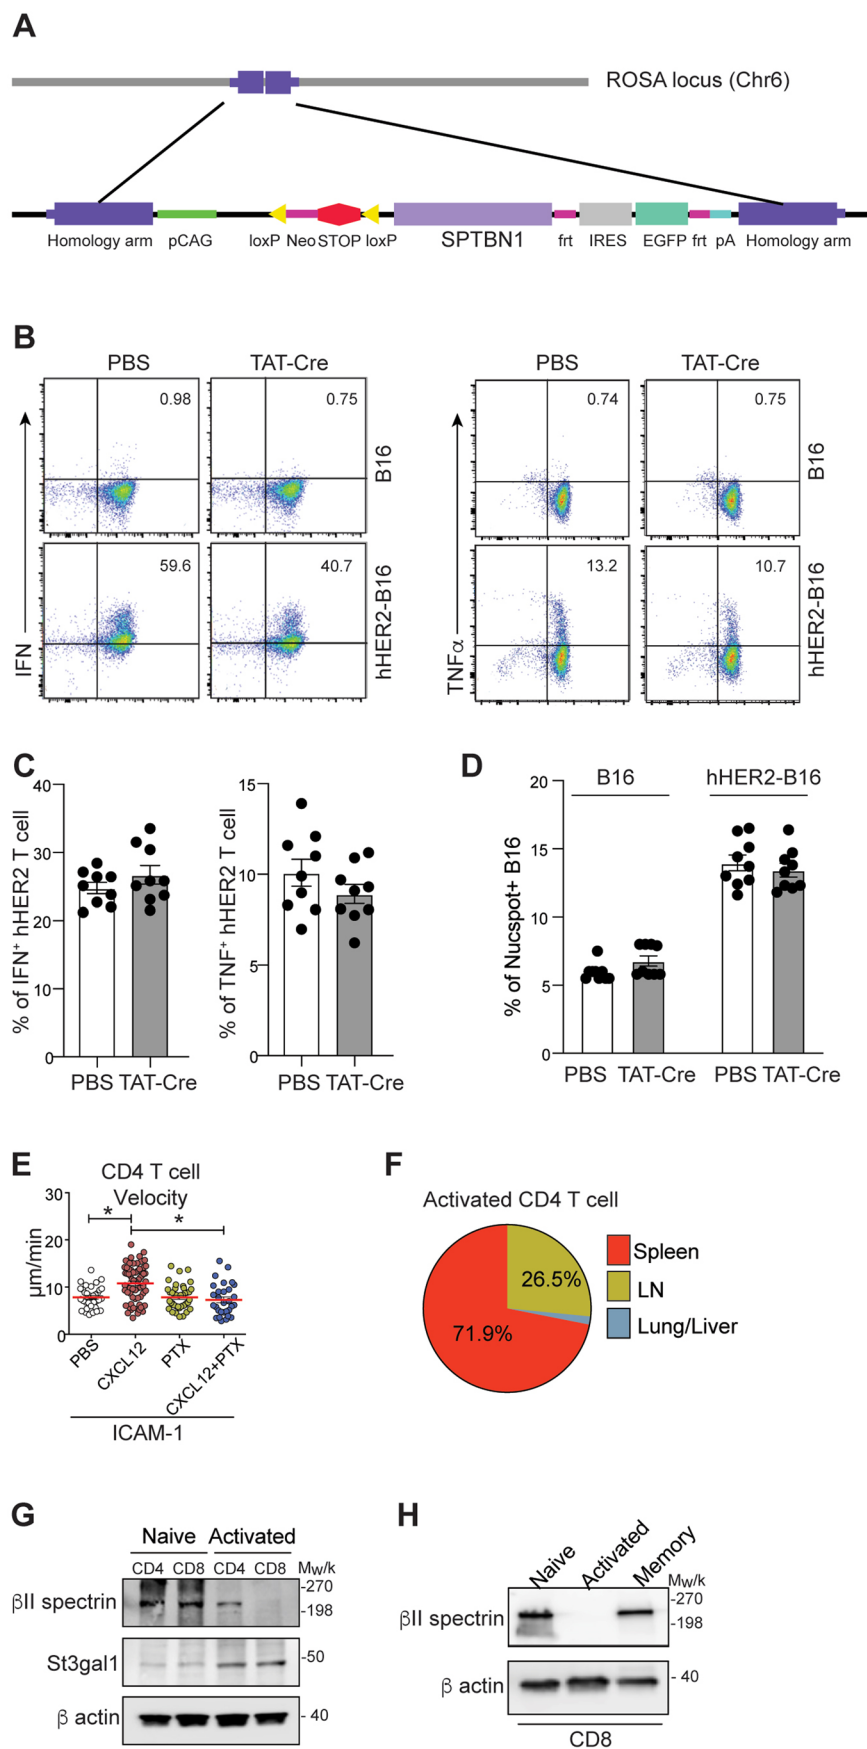 A
ROSA locus (Chr6)
Homology arm pCAG loxP Neo STOP loxP SPTBN1 frt IRES EGFP frt pA Homology arm
B
PBS TAT-Cre PBS TAT-Cre
0.98 0.75 0.74 0.75
B16 B16
59.6 40.7 13.2 10.7
hHER2-B16 hHER2-B16
IFN TNFα
C
% of IFN⁺ hHER2 T cell
40
30
20
10
0
PBS TAT-Cre
% of TNF⁺ hHER2 T cell
15
10
5
0
PBS TAT-Cre
D
B16 hHER2-B16
% of Nucspot+ B16
20
15
10
5
0
PBS TAT-Cre PBS TAT-Cre
E
CD4 T cell
Velocity
µm/min
30
20
10
0
* *
PBS CXCL12 PTX CXCL12+PTX
ICAM-1
F
Activated CD4 T cell
26.5%
71.9%
Spleen
LN
Lung/Liver
G
Naive Activated
CD4 CD8 CD4 CD8 Mw/k
βII spectrin -270
-198
St3gal1 -50
β actin - 40
H
Naive Activated Memory
Mw/k
βII spectrin -270
-198
β actin - 40
CD8